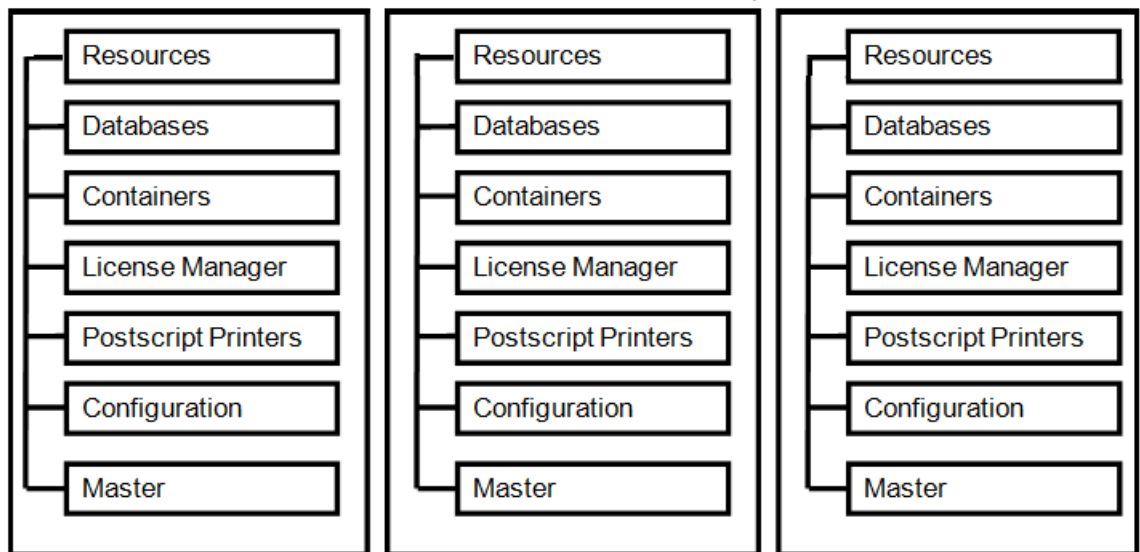 Resources
Databases
Containers
License Manager
Postscript Printers
Configuration
Master
Resources
Databases
Containers
License Manager
Postscript Printers
Configuration
Master
Resources
Databases
Containers
License Manager
Postscript Printers
Configuration
Master